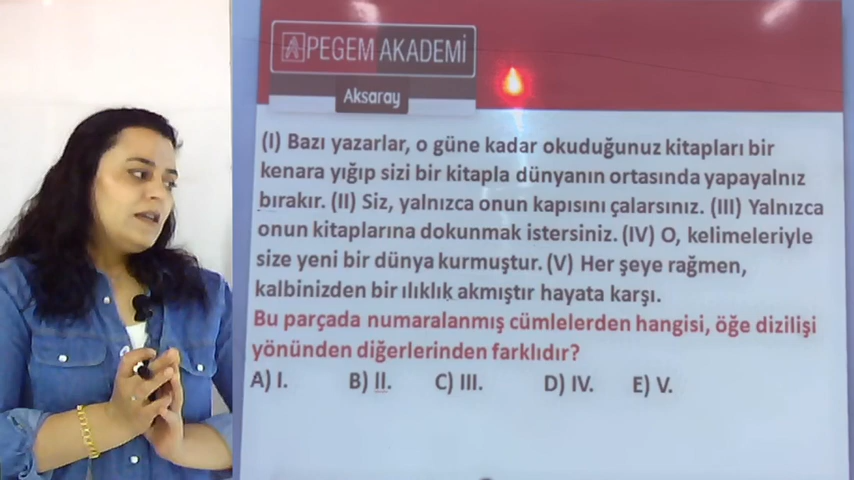 PEGEM AKADEMİ
Aksaray
(I) Bazı yazarlar, o güne kadar okuduğunuz kitapları bir
kenara yığıp sizi bir kitapla dünyanın ortasında yapayalnız
bırakır. (II) Siz, yalnızca onun kapısını çalarsınız. (III) Yalnızca
onun kitaplarına dokunmak istersiniz. (IV) O, kelimeleriyle
size yeni bir dünya kurmuştur. (V) Her şeye rağmen,
kalbinizden bir ılıklık akmıştır hayata karşı.
Bu parçada numaralanmış cümlelerden hangisi, öğe dizilişi
yönünden diğerlerinden farklıdır?
A) I. B) II. C) III. D) IV. E) V.